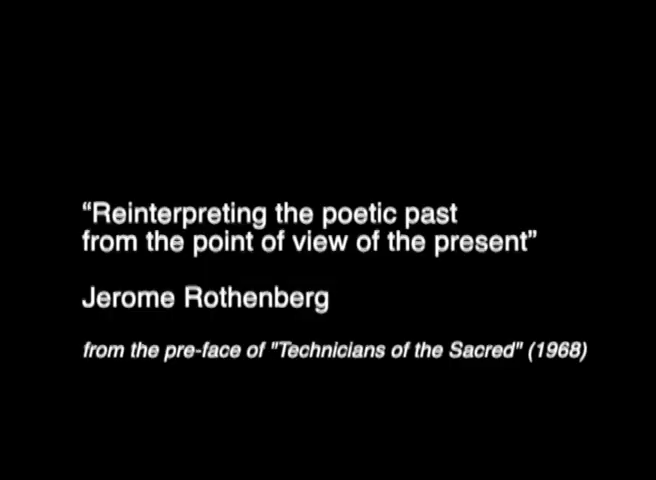 “Reinterpreting the poetic past
from the point of view of the present”
Jerome Rothenberg
from the pre-face of "Technicians of the Sacred" (1968)